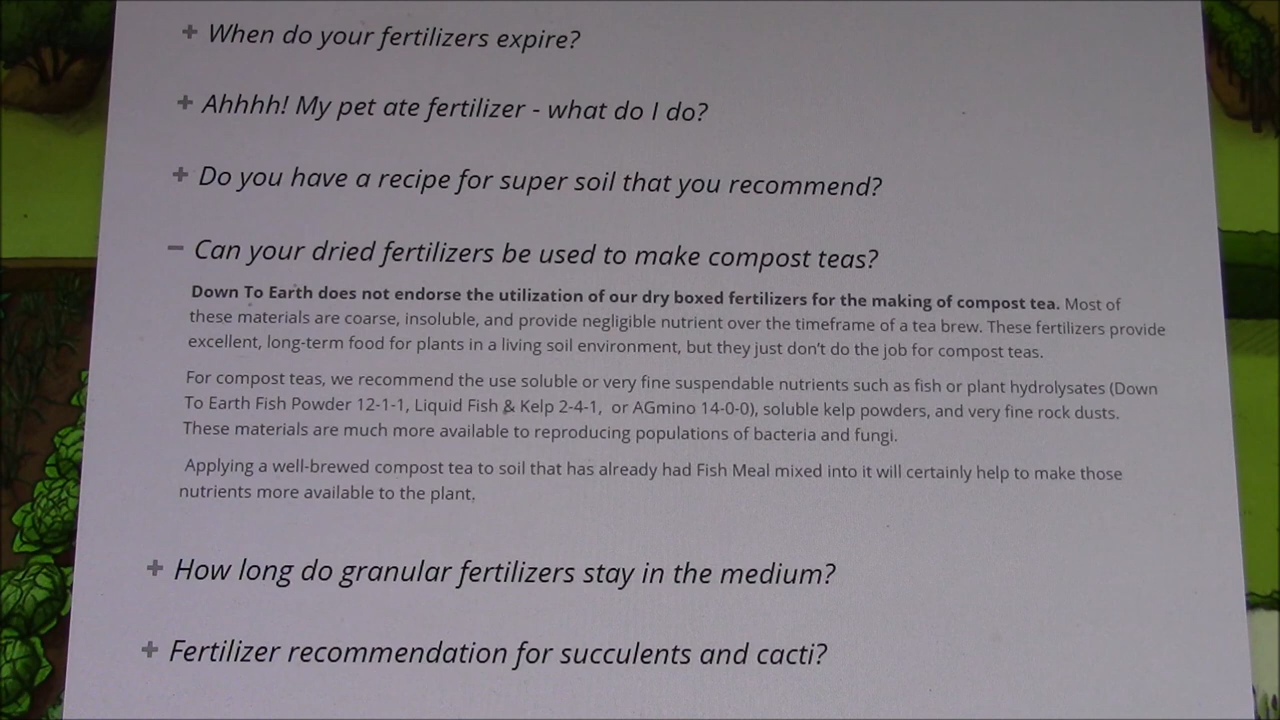 + When do your fertilizers expire?
+ Ahhhh! My pet ate fertilizer - what do I do?
+ Do you have a recipe for super soil that you recommend?
− Can your dried fertilizers be used to make compost teas?
Down To Earth does not endorse the utilization of our dry boxed fertilizers for the making of compost tea. Most of
these materials are coarse, insoluble, and provide negligible nutrient over the timeframe of a tea brew. These fertilizers provide
excellent, long-term food for plants in a living soil environment, but they just don't do the job for compost teas.
For compost teas, we recommend the use soluble or very fine suspendable nutrients such as fish or plant hydrolysates (Down
To Earth Fish Powder 12-1-1, Liquid Fish & Kelp 2-4-1, or AGmino 14-0-0), soluble kelp powders, and very fine rock dusts.
These materials are much more available to reproducing populations of bacteria and fungi.
Applying a well-brewed compost tea to soil that has already had Fish Meal mixed into it will certainly help to make those
nutrients more available to the plant.
+ How long do granular fertilizers stay in the medium?
+ Fertilizer recommendation for succulents and cacti?